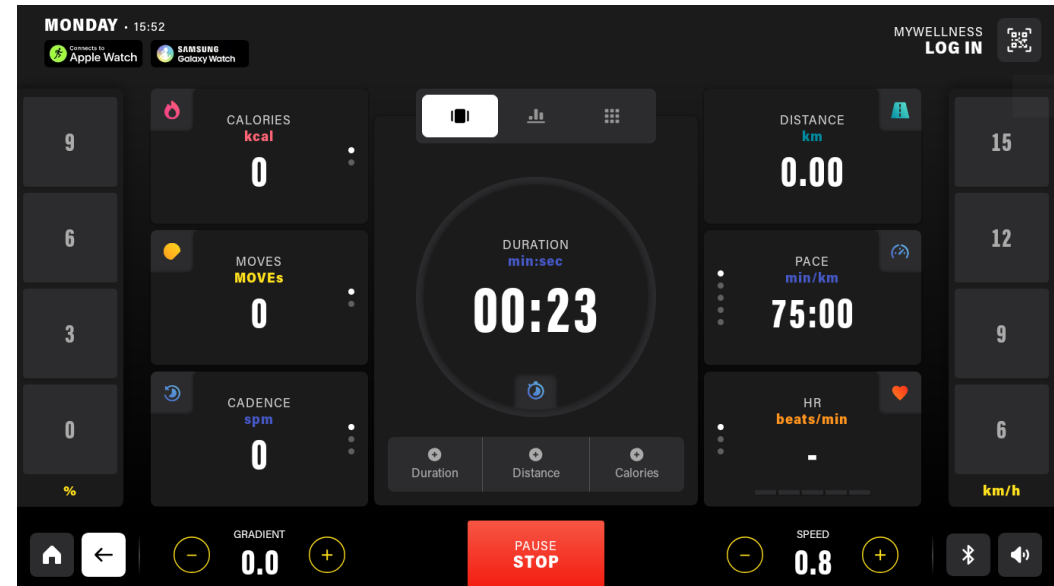 MONDAY · 15:52
Connects to
Apple Watch
SAMSUNG
Galaxy Watch
MYWELLNESS
LOG IN
9
6
3
0
%
CALORIES
kcal
0
MOVES
MOVEs
0
CADENCE
spm
0
DURATION
min:sec
00:23
Duration
Distance
Calories
DISTANCE
km
0.00
PACE
min/km
75:00
HR
beats/min
-
15
12
9
6
km/h
GRADIENT
0.0
PAUSE
STOP
SPEED
0.8